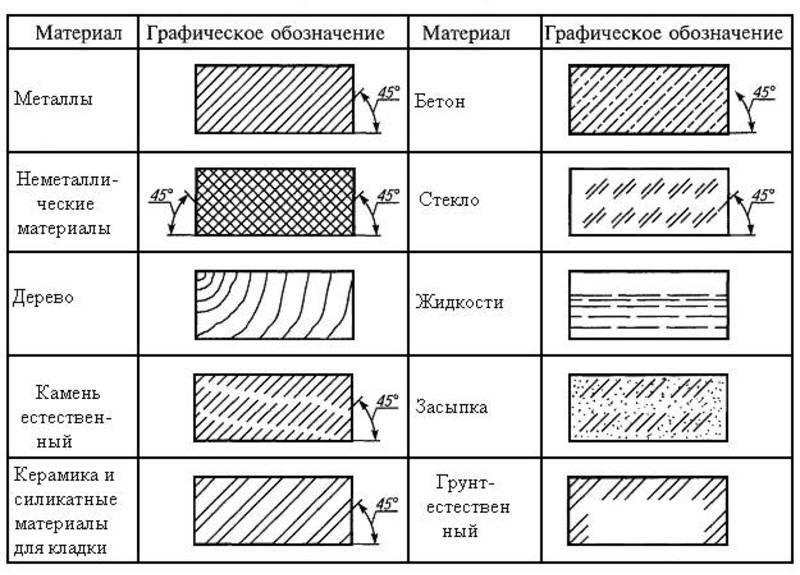 Материал Графическое обозначение Материал Графическое обозначение
Металлы
45°
Бетон
45°
Неметалли-
ческие
материалы
45°
45°
Стекло
45°
Дерево
Жидкости
Камень
естествен-
ный
45°
Засыпка
Керамика и
силикатные
материалы
для кладки
45°
Грунт-
естествен
ный